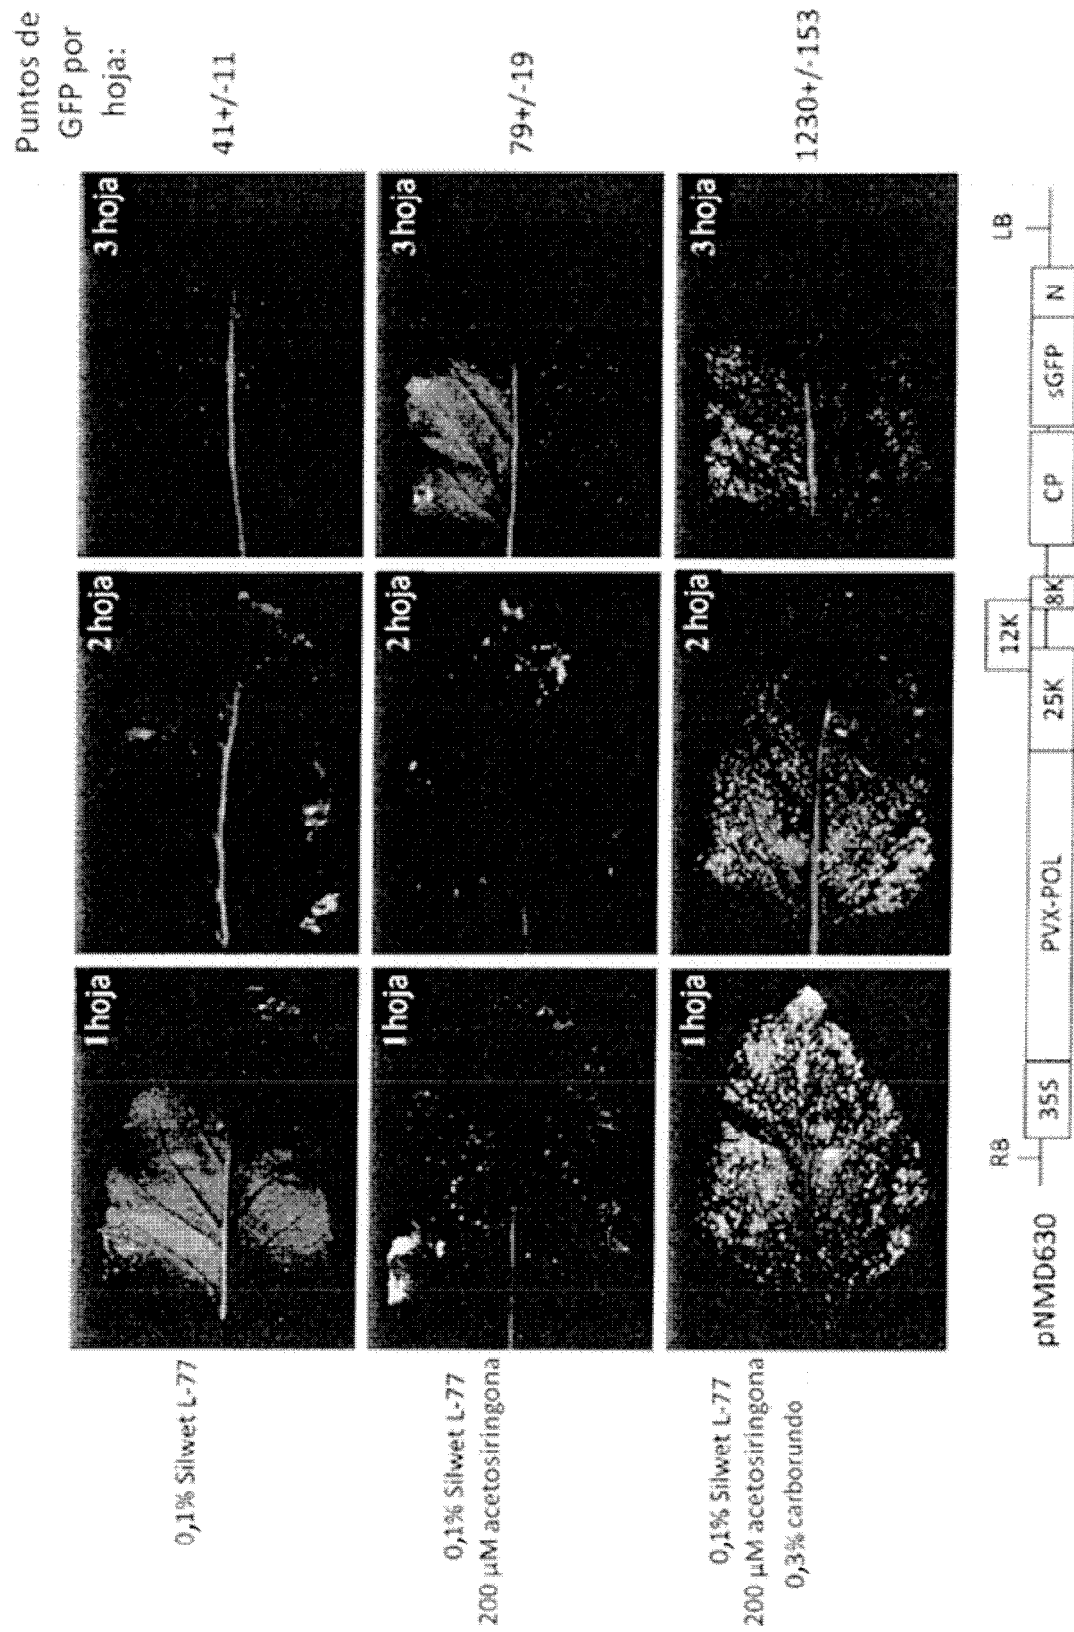 Puntos de
GFP por
hoja:
0,1% Silwet L-77
1 hoja
2 hoja
3 hoja
41+/-11
0,1% Silwet L-77
200 µM acetosiringona
1 hoja
2 hoja
3 hoja
79+/-19
0,1% Silwet L-77
200 µM acetosiringona
0,3% carborundo
1 hoja
2 hoja
3 hoja
1230+/-153
pNMD630
RB
35S
PVX-POL
25K
12K
8K
CP
sGFP
N
LB